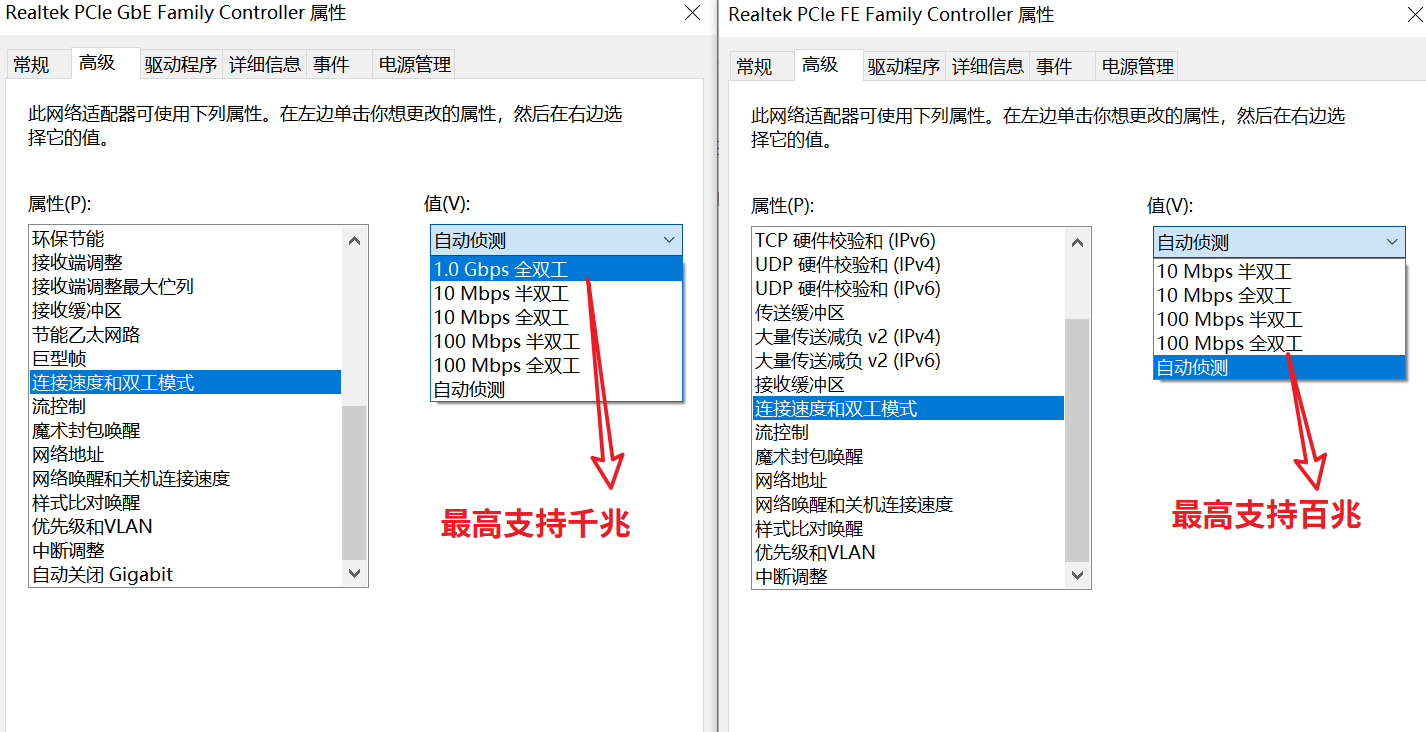 Realtek PCIe GbE Family Controller 属性
常规
高级
驱动程序
详细信息
事件
电源管理
此网络适配器可使用下列属性。在左边单击你想更改的属性，然后在右边选
择它的值。
属性(P):
值(V):
环保节能
接收端调整
接收端调整最大伫列
接收缓冲区
节能乙太网路
巨型帧
连接速度和双工模式
流控制
魔术封包唤醒
网络地址
网络唤醒和关机连接速度
样式比对唤醒
优先级和VLAN
中断调整
自动关闭 Gigabit
自动侦测
1.0 Gbps 全双工
10 Mbps 半双工
10 Mbps 全双工
100 Mbps 半双工
100 Mbps 全双工
自动侦测
最高支持千兆
Realtek PCIe FE Family Controller 属性
常规
高级
驱动程序
详细信息
事件
电源管理
此网络适配器可使用下列属性。在左边单击你想更改的属性，然后在右边选
择它的值。
属性(P):
值(V):
TCP 硬件校验和 (IPv6)
UDP 硬件校验和 (IPv4)
UDP 硬件校验和 (IPv6)
传送缓冲区
大量传送减负 v2 (IPv4)
大量传送减负 v2 (IPv6)
接收缓冲区
连接速度和双工模式
流控制
魔术封包唤醒
网络地址
网络唤醒和关机连接速度
样式比对唤醒
优先级和VLAN
中断调整
自动侦测
10 Mbps 半双工
10 Mbps 全双工
100 Mbps 半双工
100 Mbps 全双工
自动侦测
最高支持百兆